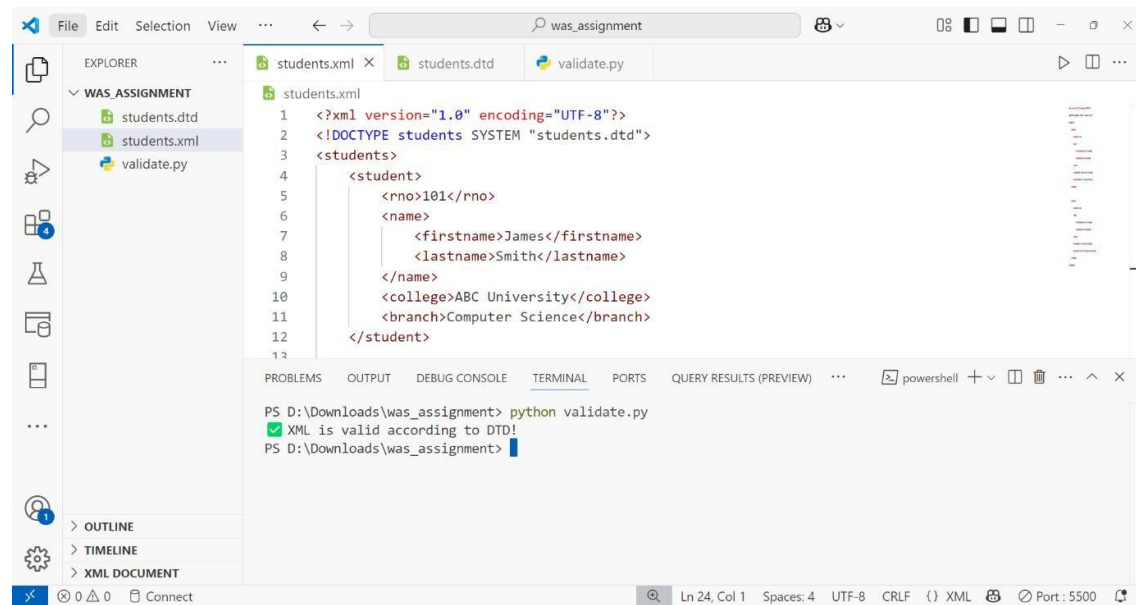 File Edit Selection View ··· was_assignment
EXPLORER ···
WAS_ASSIGNMENT
students.dtd
students.xml
validate.py
OUTLINE
TIMELINE
XML DOCUMENT
4
1
students.xml students.dtd validate.py
students.xml
1 <?xml version="1.0" encoding="UTF-8"?>
2 <!DOCTYPE students SYSTEM "students.dtd">
3 <students>
4 <student>
5 <rno>101</rno>
6 <name>
7 <firstname>James</firstname>
8 <lastname>Smith</lastname>
9 </name>
10 <college>ABC University</college>
11 <branch>Computer Science</branch>
12 </student>
13
PROBLEMS OUTPUT DEBUG CONSOLE TERMINAL PORTS QUERY RESULTS (PREVIEW) ··· powershell
PS D:\Downloads\was_assignment> python validate.py
✅ XML is valid according to DTD!
PS D:\Downloads\was_assignment>
0 0 Connect Ln 24, Col 1 Spaces: 4 UTF-8 CRLF {} XML Port : 5500